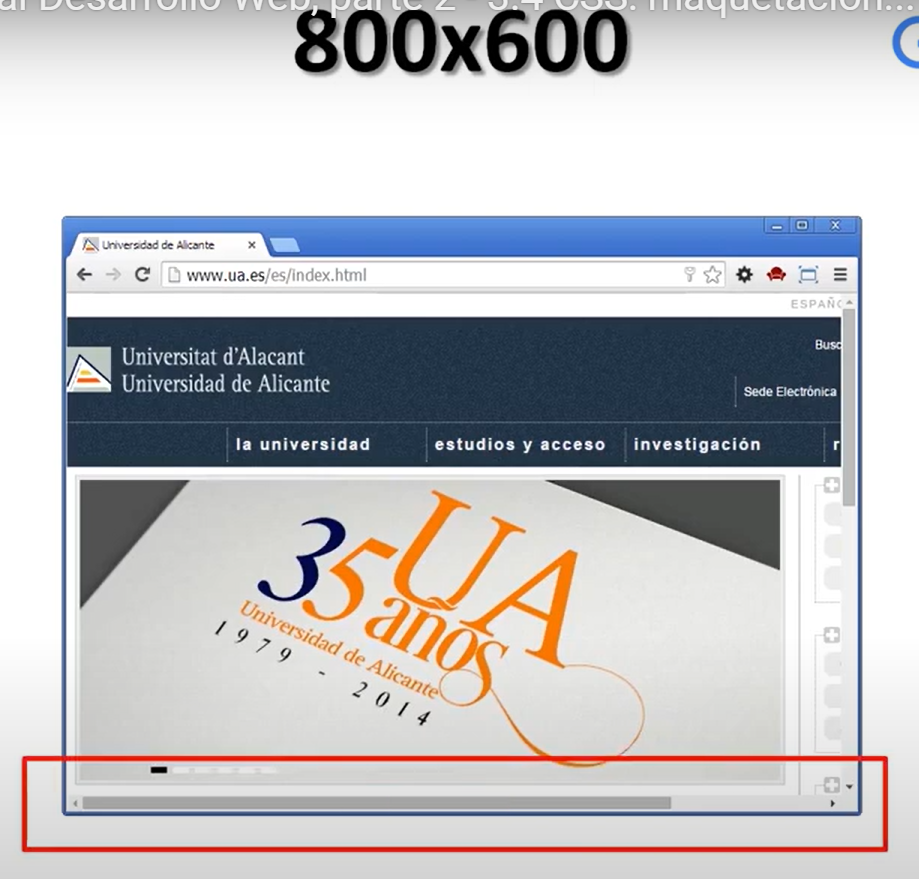 al Desarrollo Web, parte 2 - 3.4 CSS: maquetación...
800x600
Universidad de Alicante
www.ua.es/es/index.html
ESPAÑO
Universitat d'Alacant
Universidad de Alicante
Busc
Sede Electrónica
la universidad
estudios y acceso
investigación
r
UA
35 años
Universidad de Alicante
1979 - 2014